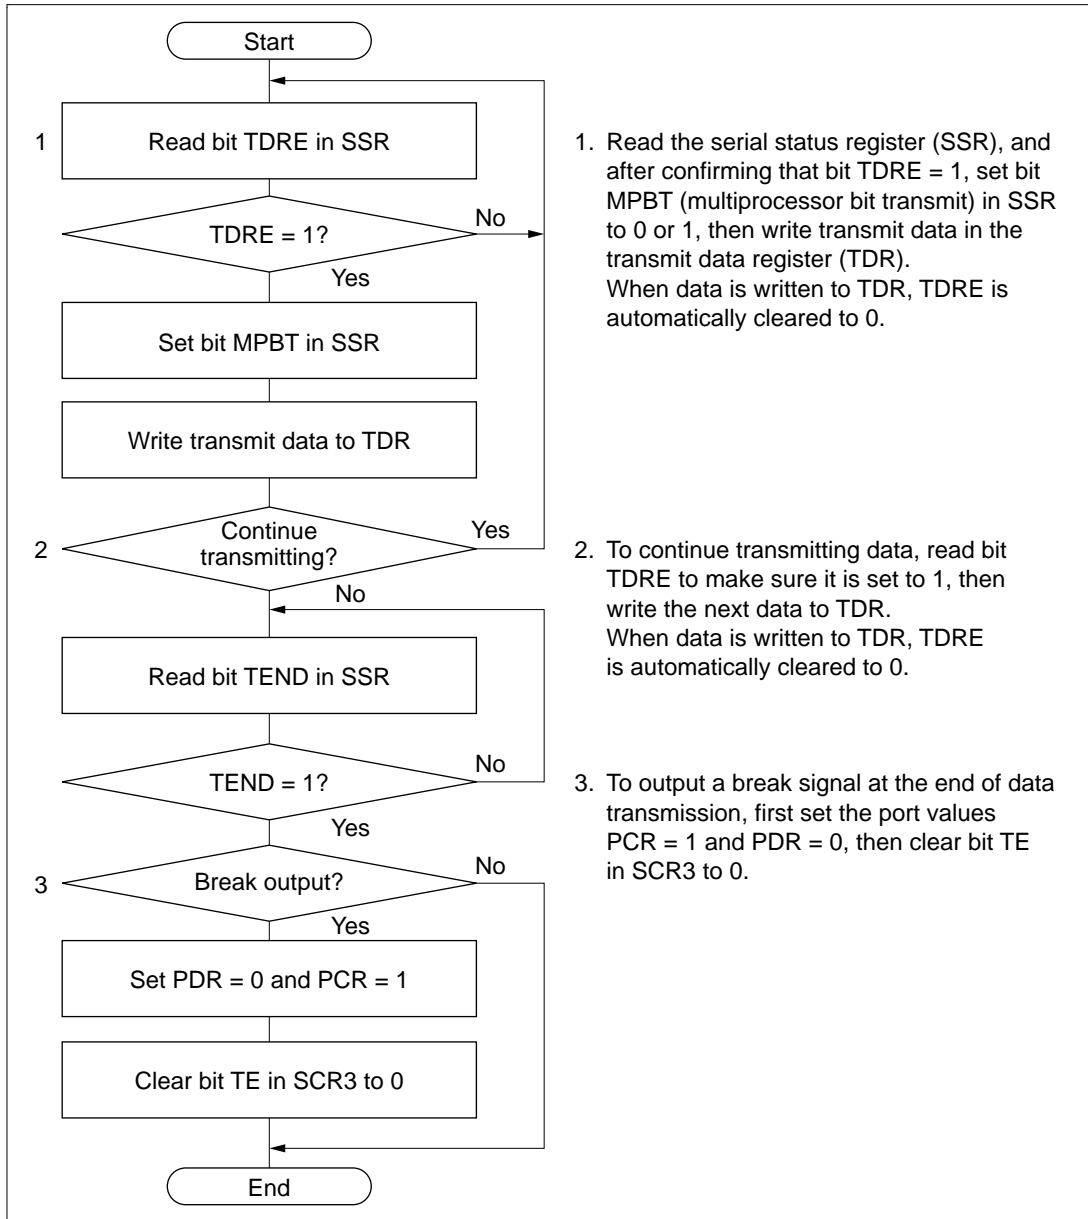 Start
1
Read bit TDRE in SSR
TDRE = 1?
No
Yes
Set bit MPBT in SSR
Write transmit data to TDR
2
Continue
transmitting?
Yes
No
Read bit TEND in SSR
TEND = 1?
No
Yes
3
Break output?
No
Yes
Set PDR = 0 and PCR = 1
Clear bit TE in SCR3 to 0
End
1. Read the serial status register (SSR), and
after confirming that bit TDRE = 1, set bit
MPBT (multiprocessor bit transmit) in SSR
to 0 or 1, then write transmit data in the
transmit data register (TDR).
When data is written to TDR, TDRE is
automatically cleared to 0.
2. To continue transmitting data, read bit
TDRE to make sure it is set to 1, then
write the next data to TDR.
When data is written to TDR, TDRE
is automatically cleared to 0.
3. To output a break signal at the end of data
transmission, first set the port values
PCR = 1 and PDR = 0, then clear bit TE
in SCR3 to 0.